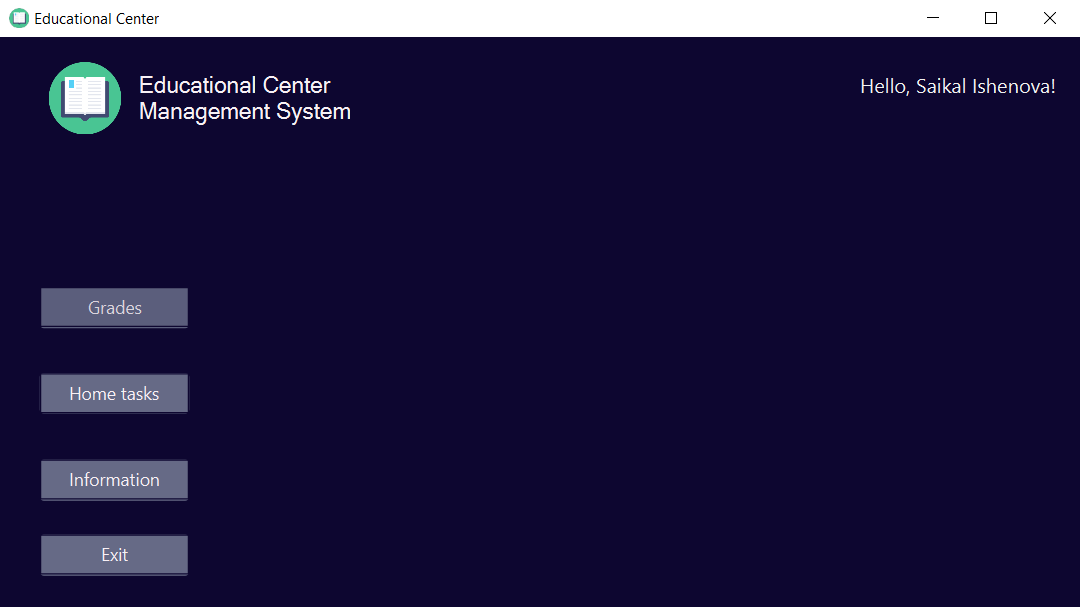 Educational Center
Educational Center
Management System
Hello, Saikal Ishenova!
Grades
Home tasks
Information
Exit